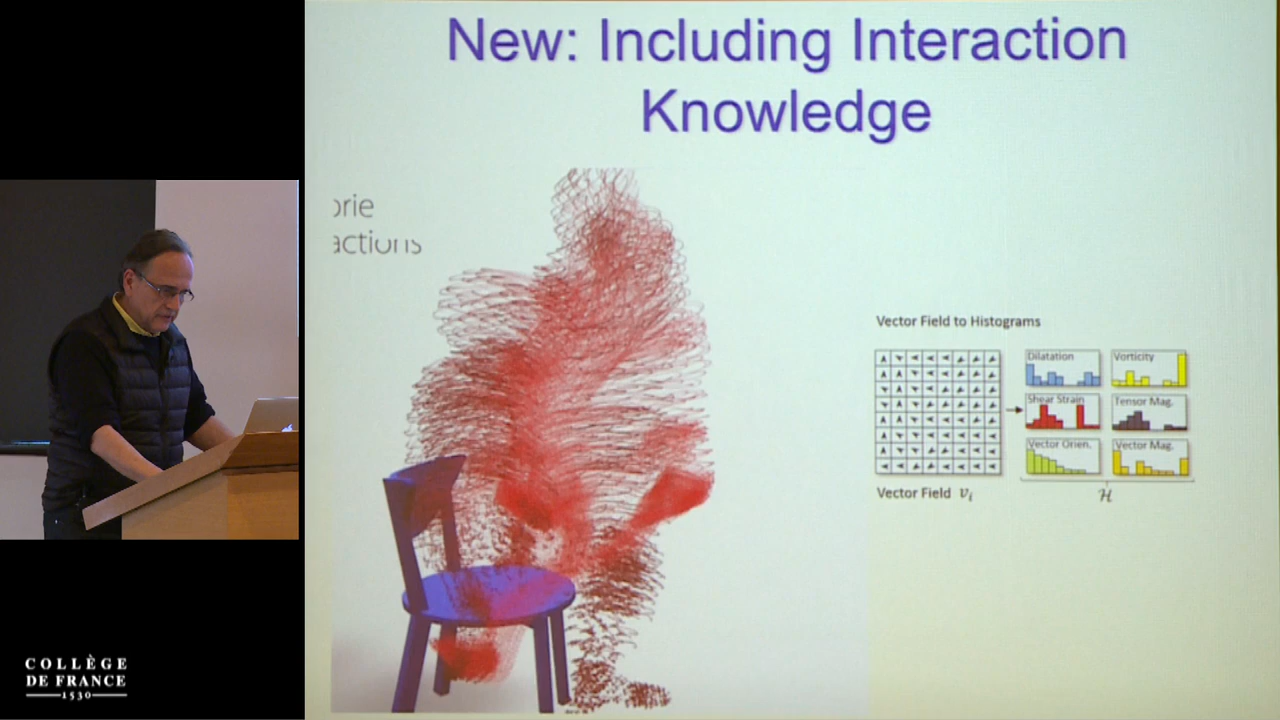 New: Including Interaction
Knowledge
orie
actions
Vector Field to Histograms
Dilatation
Vorticity
Shear Strain
Tensor Mag.
Vector Orien.
Vector Mag.
Vector Field vᵢ
ℋ
COLLÈGE
DE FRANCE
1530